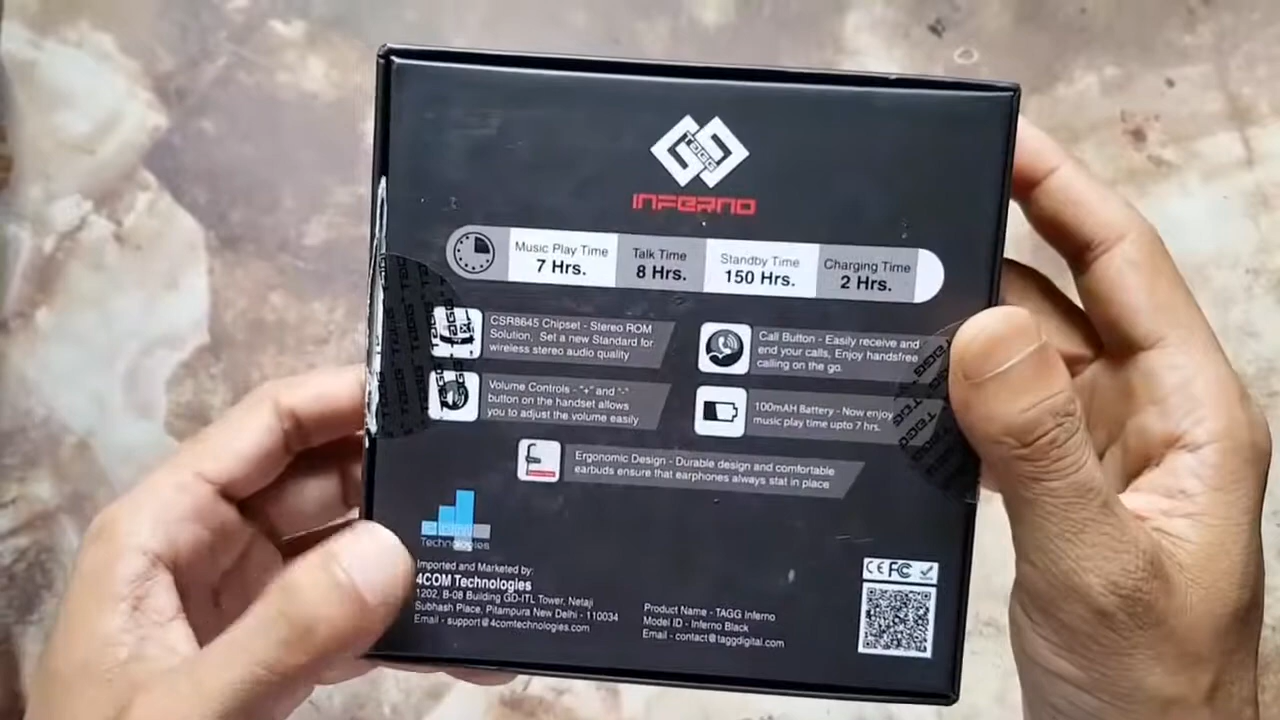 TAGG
INFERNO
Music Play Time
7 Hrs.
Talk Time
8 Hrs.
Standby Time
150 Hrs.
Charging Time
2 Hrs.
CSR8645 Chipset - Stereo ROM
Solution, Set a new Standard for
wireless stereo audio quality
Call Button - Easily receive and
end your calls, Enjoy handsfree
calling on the go.
Volume Controls - "+" and "-"
button on the handset allows
you to adjust the volume easily
100mAH Battery - Now enjoy
music play time upto 7 hrs.
Ergonomic Design - Durable design and comfortable
earbuds ensure that earphones always stat in place
Technologies
Imported and Marketed by:
4COM Technologies
1202, B-08 Building GD-ITL Tower, Netaji
Subhash Place, Pitampura New Delhi - 110034
Email - support@4comtechnologies.com
Product Name - TAGG Inferno
Model ID - Inferno Black
Email - contact@taggdigital.com
CE FC
TAGG TAGG TAGG
TAGG TAGG